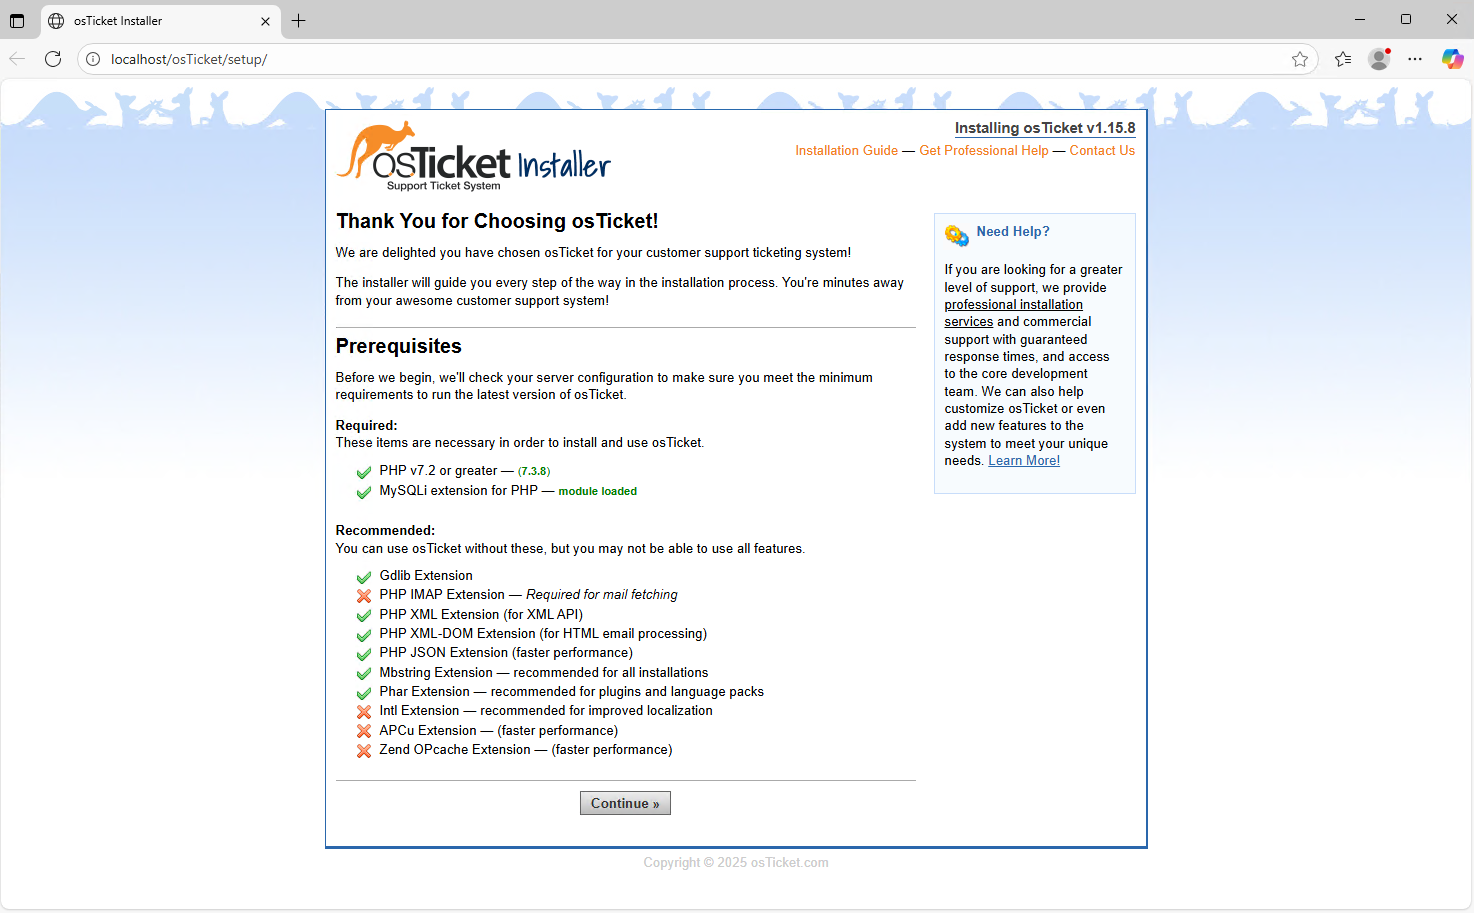 osTicket Installer
localhost/osTicket/setup/
osTicket Installer
Support Ticket System
Installing osTicket v1.15.8
Installation Guide — Get Professional Help — Contact Us
Thank You for Choosing osTicket!
We are delighted you have chosen osTicket for your customer support ticketing system!
The installer will guide you every step of the way in the installation process. You're minutes away
from your awesome customer support system!
Prerequisites
Before we begin, we'll check your server configuration to make sure you meet the minimum
requirements to run the latest version of osTicket.
Required:
These items are necessary in order to install and use osTicket.
PHP v7.2 or greater — (7.3.8)
MySQLi extension for PHP — module loaded
Recommended:
You can use osTicket without these, but you may not be able to use all features.
Gdlib Extension
PHP IMAP Extension — Required for mail fetching
PHP XML Extension (for XML API)
PHP XML-DOM Extension (for HTML email processing)
PHP JSON Extension (faster performance)
Mbstring Extension — recommended for all installations
Phar Extension — recommended for plugins and language packs
Intl Extension — recommended for improved localization
APCu Extension — (faster performance)
Zend OPcache Extension — (faster performance)
Continue »
Need Help?
If you are looking for a greater
level of support, we provide
professional installation
services and commercial
support with guaranteed
response times, and access
to the core development
team. We can also help
customize osTicket or even
add new features to the
system to meet your unique
needs. Learn More!
Copyright © 2025 osTicket.com